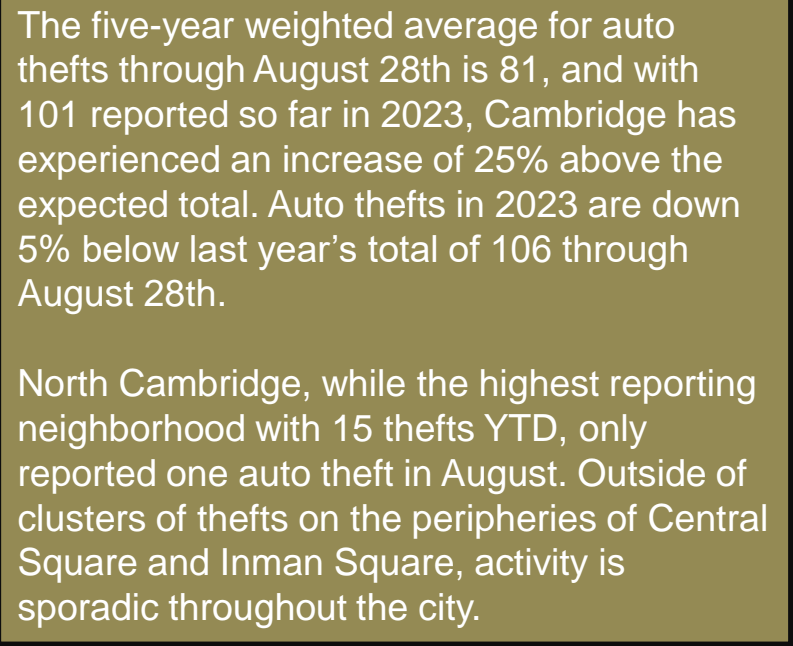 The five-year weighted average for auto
thefts through August 28th is 81, and with
101 reported so far in 2023, Cambridge has
experienced an increase of 25% above the
expected total. Auto thefts in 2023 are down
5% below last year’s total of 106 through
August 28th.
North Cambridge, while the highest reporting
neighborhood with 15 thefts YTD, only
reported one auto theft in August. Outside of
clusters of thefts on the peripheries of Central
Square and Inman Square, activity is
sporadic throughout the city.